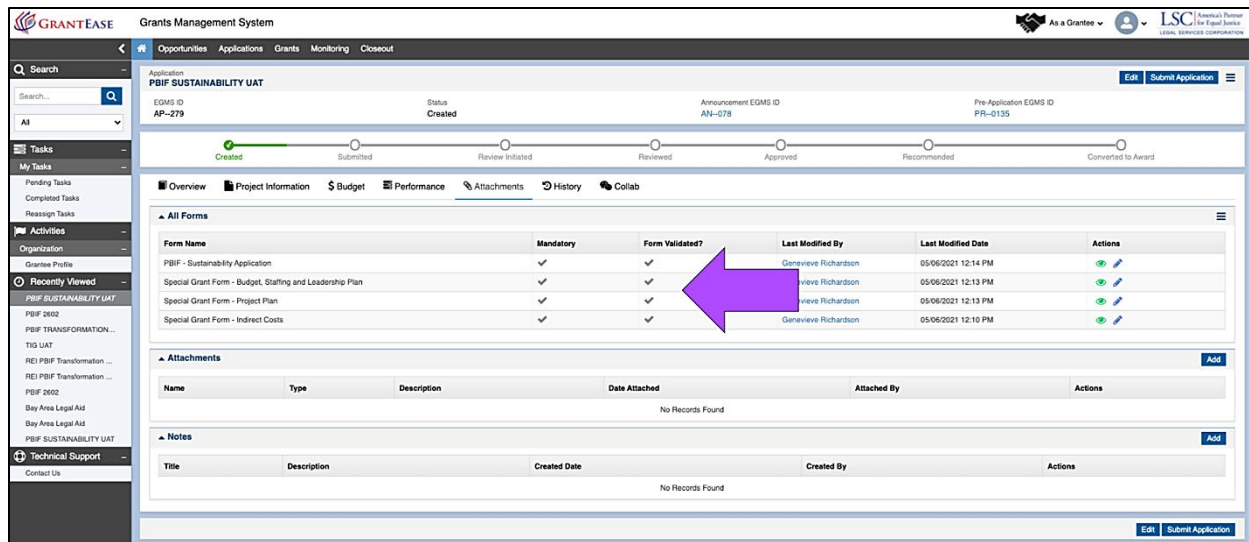 GRANTEASE Grants Management System As a Grantee LSC America's Partner for Equal Justice LEGAL SERVICES CORPORATION
Opportunities Applications Grants Monitoring Closeout
Search
Search...
All
Tasks
My Tasks
Pending Tasks
Completed Tasks
Reassign Tasks
Activities
Organization
Grantee Profile
Recently Viewed
PBIF SUSTAINABILITY UAT
PBIF 2602
PBIF TRANSFORMATION...
TIG UAT
REI PBIF Transformation ...
REI PBIF Transformation ...
PBIF 2602
Bay Area Legal Aid
Bay Area Legal Aid
PBIF SUSTAINABILITY UAT
Technical Support
Contact Us
Application
PBIF SUSTAINABILITY UAT
Edit Submit Application
EGMS ID Status Announcement EGMS ID Pre-Application EGMS ID
AP--279 Created AN--078 PR--0135
Created Submitted Review Initiated Reviewed Approved Recommended Converted to Award
Overview Project Information $ Budget Performance Attachments History Collab
All Forms
Form Name Mandatory Form Validated? Last Modified By Last Modified Date Actions
PBIF - Sustainability Application Genevieve Richardson 05/06/2021 12:14 PM
Special Grant Form - Budget, Staffing and Leadership Plan vieve Richardson 05/06/2021 12:13 PM
Special Grant Form - Project Plan vieve Richardson 05/06/2021 12:13 PM
Special Grant Form - Indirect Costs Genevieve Richardson 05/06/2021 12:10 PM
Attachments Add
Name Type Description Date Attached Attached By Actions
No Records Found
Notes Add
Title Description Created Date Created By Actions
No Records Found
Edit Submit Application